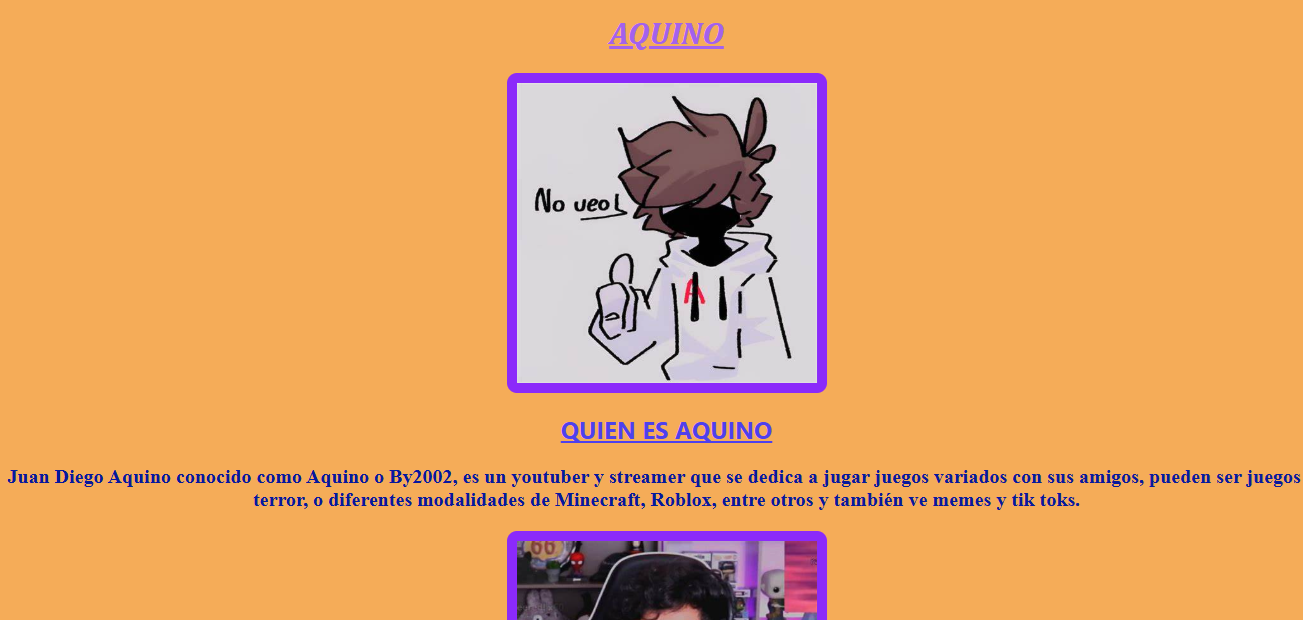 AQUINO
No veo!
A
QUIEN ES AQUINO
Juan Diego Aquino conocido como Aquino o By2002, es un youtuber y streamer que se dedica a jugar juegos variados con sus amigos, pueden ser juegos
terror, o diferentes modalidades de Minecraft, Roblox, entre otros y también ve memes y tik toks.
66